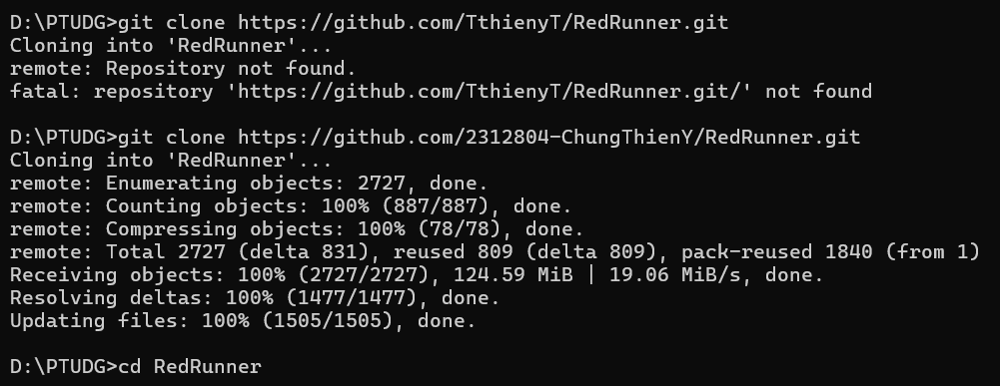 D:\PTUDG>git clone https://github.com/TthienyT/RedRunner.git
Cloning into 'RedRunner'...
remote: Repository not found.
fatal: repository 'https://github.com/TthienyT/RedRunner.git/' not found
D:\PTUDG>git clone https://github.com/2312804-ChungThienY/RedRunner.git
Cloning into 'RedRunner'...
remote: Enumerating objects: 2727, done.
remote: Counting objects: 100% (887/887), done.
remote: Compressing objects: 100% (78/78), done.
remote: Total 2727 (delta 831), reused 809 (delta 809), pack-reused 1840 (from 1)
Receiving objects: 100% (2727/2727), 124.59 MiB | 19.06 MiB/s, done.
Resolving deltas: 100% (1477/1477), done.
Updating files: 100% (1505/1505), done.
D:\PTUDG>cd RedRunner